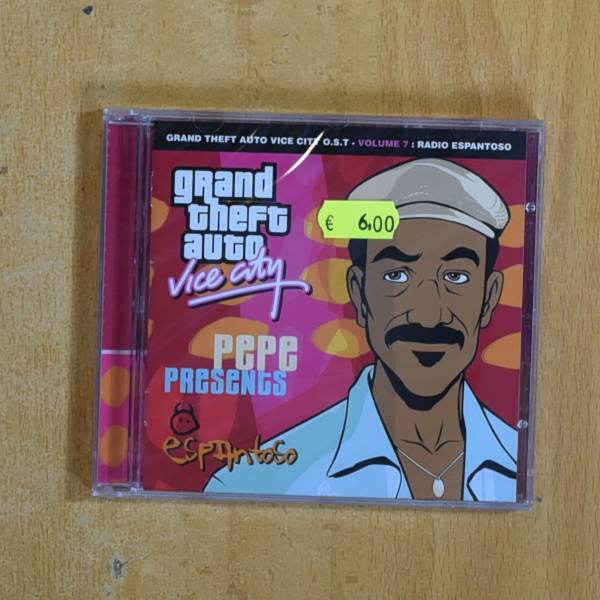 GRAND THEFT AUTO VICE CITY O.S.T - VOLUME 7 : RADIO ESPANTOSO
grand
theft
auto
vice city
€ 6,00
PEPE
PRESENTS
espantoso